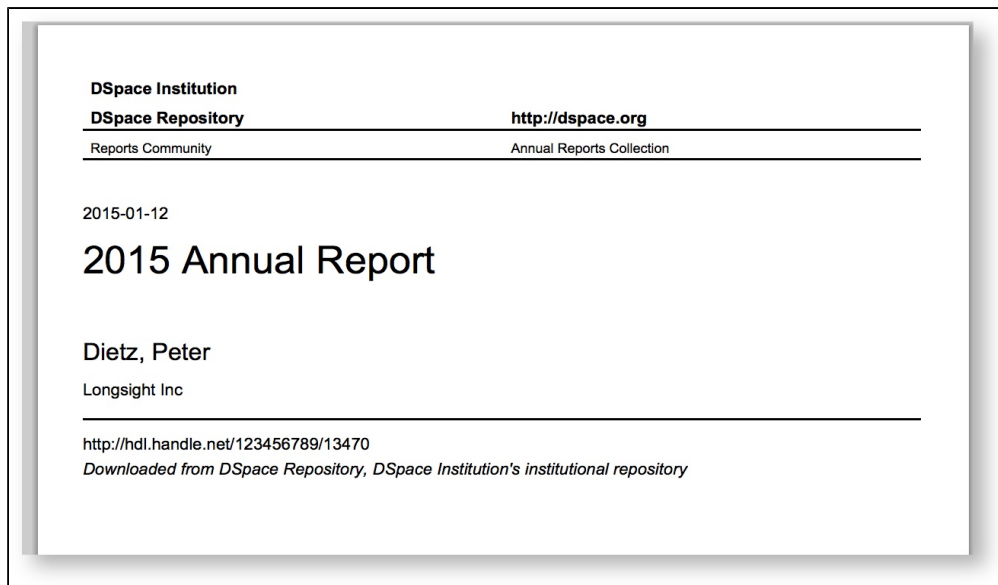 DSpace Institution
DSpace Repository http://dspace.org
Reports Community Annual Reports Collection
2015-01-12
2015 Annual Report
Dietz, Peter
Longsight Inc
http://hdl.handle.net/123456789/13470
Downloaded from DSpace Repository, DSpace Institution's institutional repository